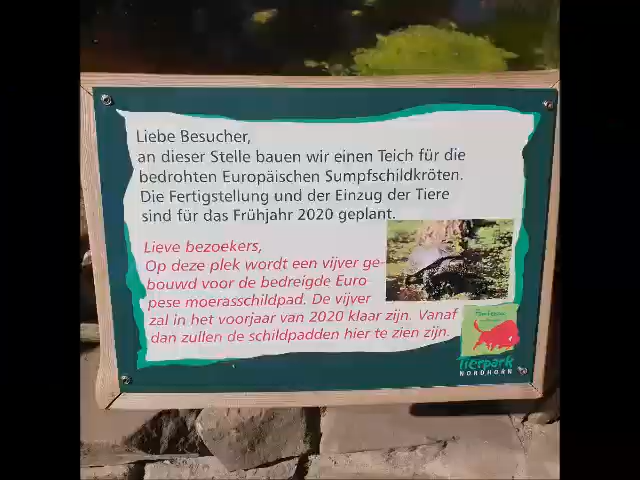 Liebe Besucher,
an dieser Stelle bauen wir einen Teich für die
bedrohten Europäischen Sumpfschildkröten.
Die Fertigstellung und der Einzug der Tiere
sind für das Frühjahr 2020 geplant.
Lieve bezoekers,
Op deze plek wordt een vijver ge-
bouwd voor de bedreigde Euro-
pese moerasschildpad. De vijver
zal in het voorjaar van 2020 klaar zijn. Vanaf
dan zullen de schildpadden hier te zien zijn.
Tierpark
NORDHORN